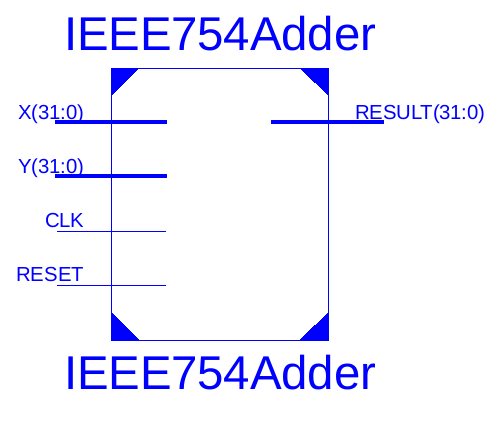 IEEE754Adder
X(31:0)
RESULT(31:0)
Y(31:0)
CLK
RESET
IEEE754Adder